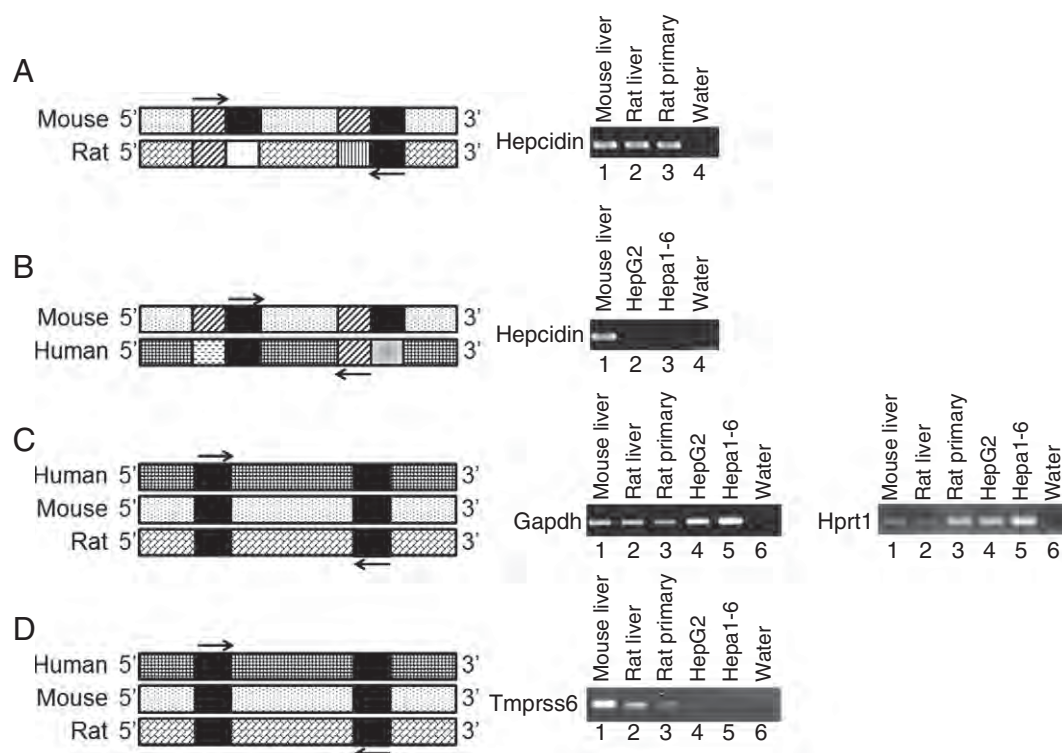 A
Mouse 5' 3'
Rat 5' 3'
Mouse liver
Rat liver
Rat primary
Water
Hepcidin
1 2 3 4
B
Mouse 5' 3'
Human 5' 3'
Mouse liver
HepG2
Hepa1-6
Water
Hepcidin
1 2 3 4
C
Human 5' 3'
Mouse 5' 3'
Rat 5' 3'
Mouse liver
Rat liver
Rat primary
HepG2
Hepa1-6
Water
Gapdh
1 2 3 4 5 6
Mouse liver
Rat liver
Rat primary
HepG2
Hepa1-6
Water
Hprt1
1 2 3 4 5 6
D
Human 5' 3'
Mouse 5' 3'
Rat 5' 3'
Mouse liver
Rat liver
Rat primary
HepG2
Hepa1-6
Water
Tmprss6
1 2 3 4 5 6